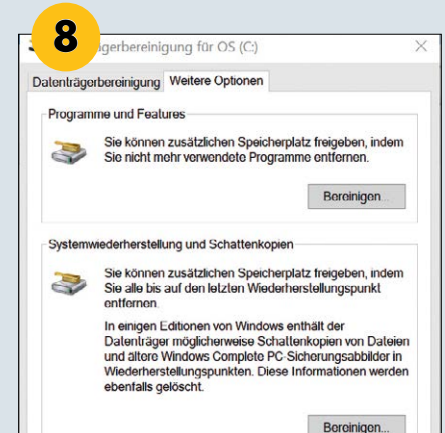 8
gerbereinigung für OS (C:)
Datenträgerbereinigung Weitere Optionen
Programme und Features
Sie können zusätzlichen Speicherplatz freigeben, indem
Sie nicht mehr verwendete Programme entfernen.
Bereinigen...
Systemwiederherstellung und Schattenkopien
Sie können zusätzlichen Speicherplatz freigeben, indem
Sie alle bis auf den letzten Wiederherstellungspunkt
entfernen.
In einigen Editionen von Windows enthält der
Datenträger möglicherweise Schattenkopien von Dateien
und ältere Windows Complete PC-Sicherungsabbilder in
Wiederherstellungspunkten. Diese Informationen werden
ebenfalls gelöscht.
Bereinigen...